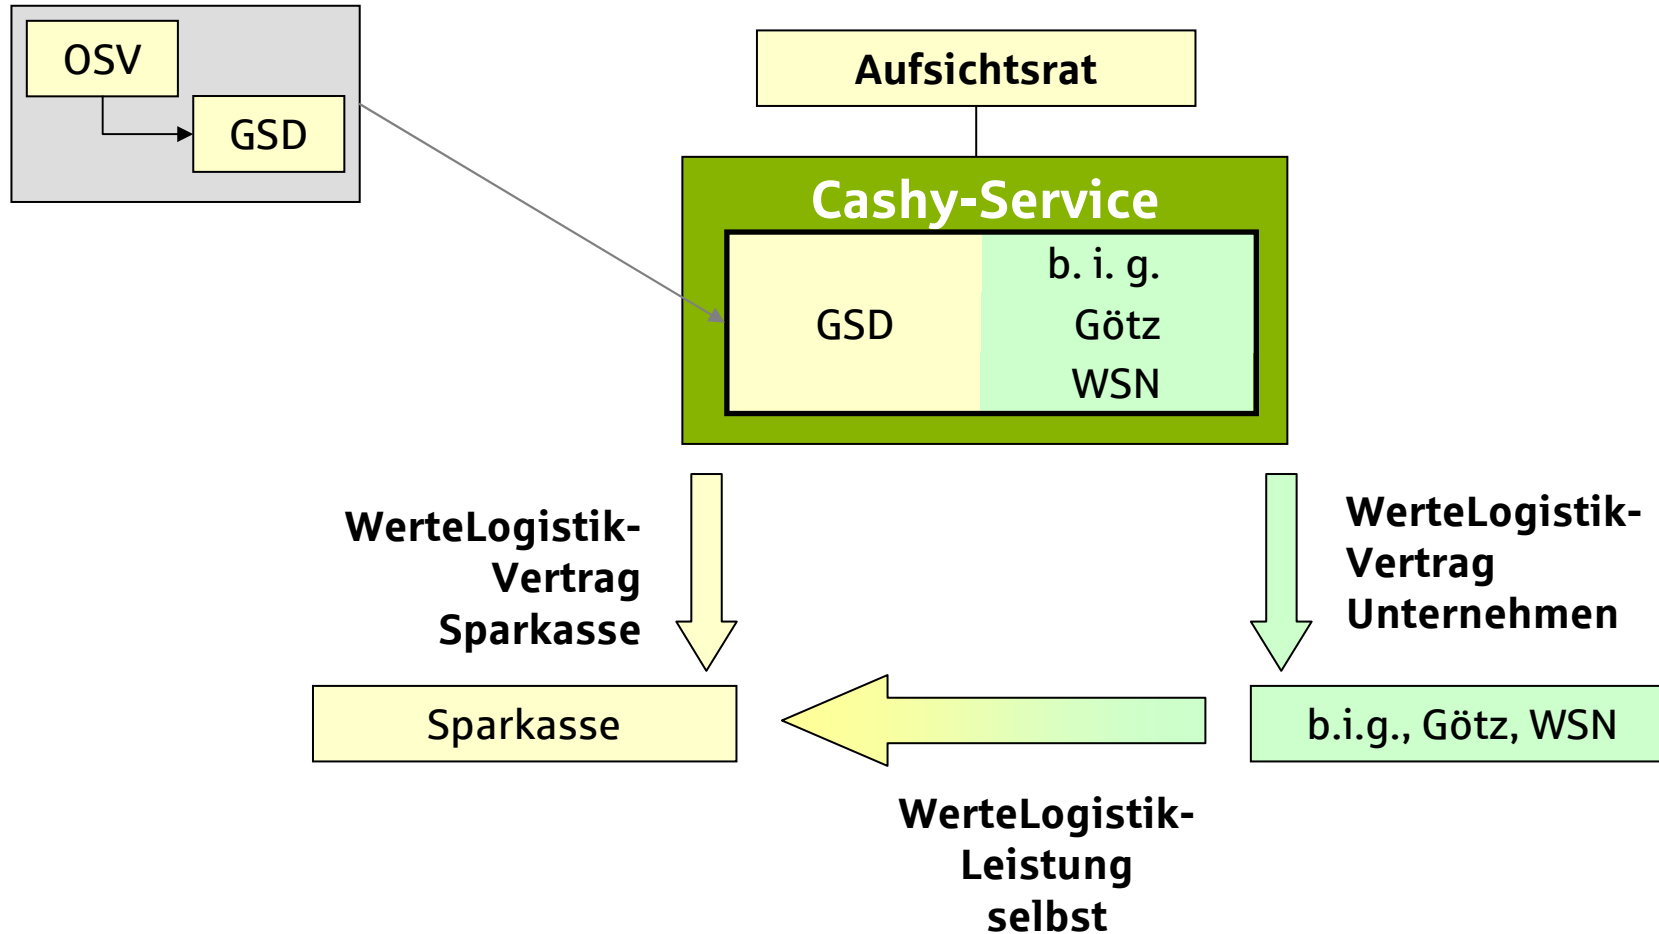 OSV
GSD
Aufsichtsrat
Cashy-Service
GSD
b. i. g.
Götz
WSN
WerteLogistik-
Vertrag
Sparkasse
WerteLogistik-
Vertrag
Unternehmen
Sparkasse
b.i.g., Götz, WSN
WerteLogistik-
Leistung
selbst